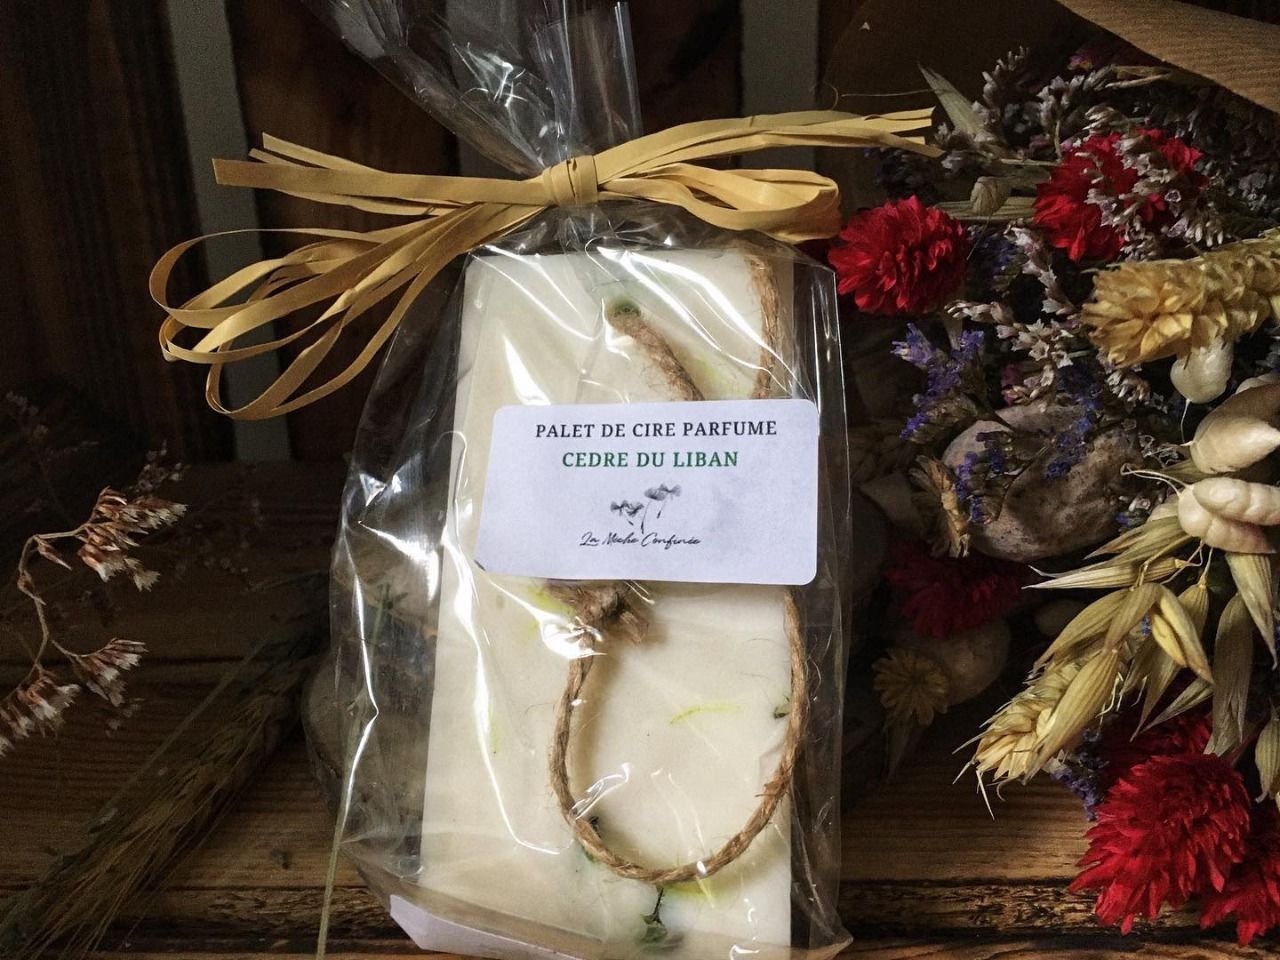 PALET DE CIRE PARFUME
CEDRE DU LIBAN
La Mèche Confinée